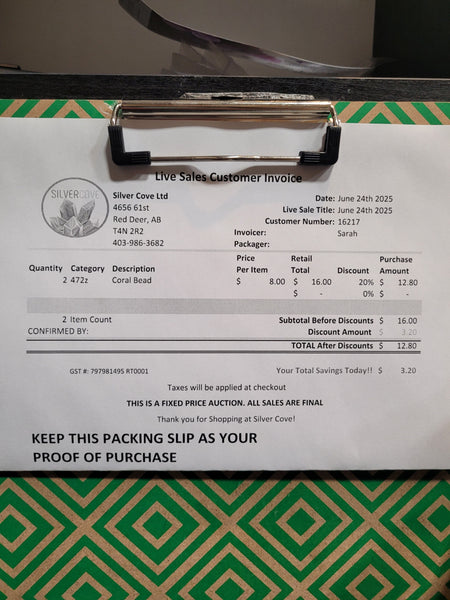 Live Sales Customer Invoice
SILVERCOVE
Silver Cove Ltd
4656 61st
Red Deer, AB
T4N 2R2
403-986-3682
Date: June 24th 2025
Live Sale Title: June 24th 2025
Customer Number: 16217
Invoicer: Sarah
Packager:
Quantity Category Description Price Per Item Retail Total Discount Purchase Amount
2 472z Coral Bead $ 8.00 $ 16.00 20% $ 12.80
$ - 0% $ -
2 Item Count Subtotal Before Discounts $ 16.00
CONFIRMED BY: Discount Amount $ 3.20
TOTAL After Discounts $ 12.80
GST #: 797981495 RT0001 Your Total Savings Today!! $ 3.20
Taxes will be applied at checkout
THIS IS A FIXED PRICE AUCTION. ALL SALES ARE FINAL
Thank you for Shopping at Silver Cove!
KEEP THIS PACKING SLIP AS YOUR
PROOF OF PURCHASE